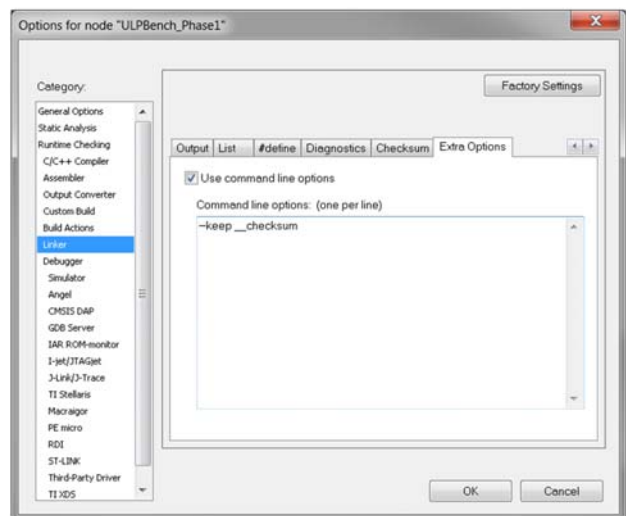 Options for node "ULPBench_Phase1"
Category:
Factory Settings
General Options
Static Analysis
Runtime Checking
C/C++ Compiler
Assembler
Output Converter
Custom Build
Build Actions
Linker
Debugger
Simulator
Angel
CMSIS DAP
GDB Server
IAR ROM-monitor
I-jet/JTAGjet
J-Link/J-Trace
TI Stellaris
Macraigor
PE micro
RDI
ST-LINK
Third-Party Driver
TI XDS
Output List #define Diagnostics Checksum Extra Options
Use command line options
Command line options: (one per line)
--keep __checksum
OK Cancel